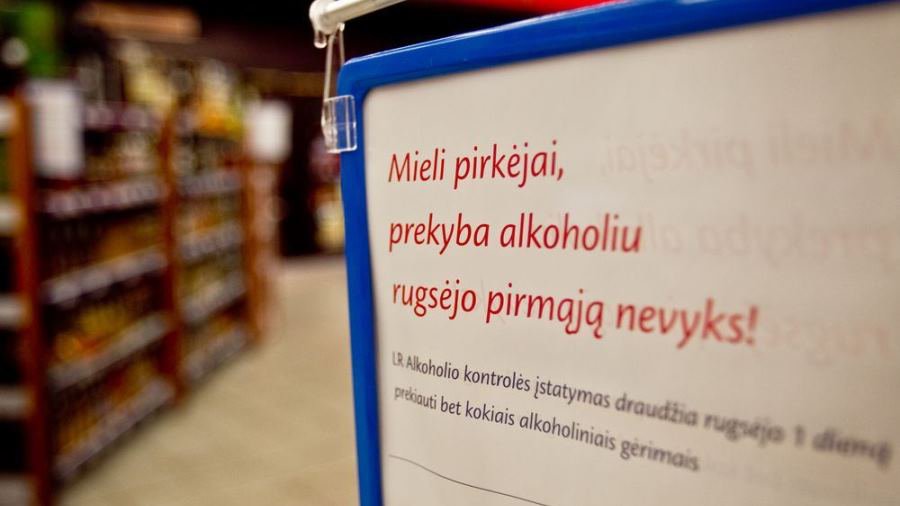 Mieli pirkėjai,
prekyba alkoholiu
rugsėjo pirmąją nevyks!
LR Alkoholio kontrolės įstatymas draudžia rugsėjo 1 dieną
prekiauti bet kokiais alkoholiniais gėrimais